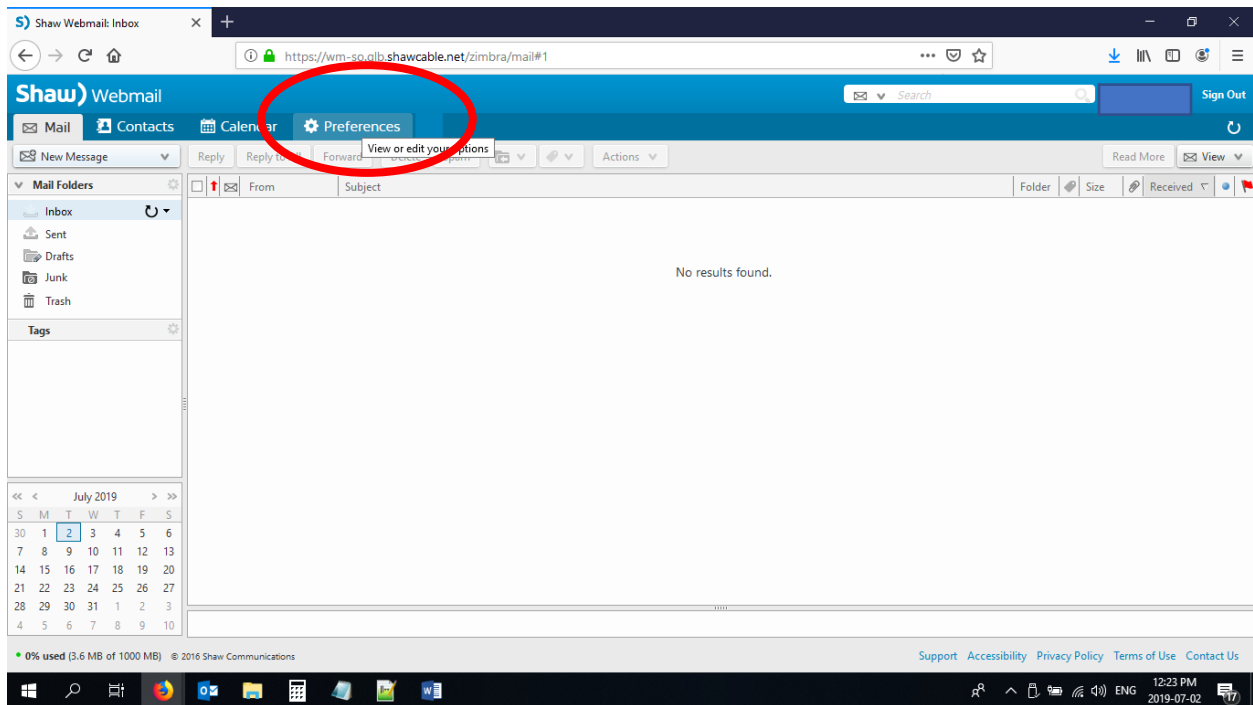 S) Shaw Webmail: Inbox
https://wm-so.glb.shawcable.net/zimbra/mail#1
Shaw) Webmail
Search
Sign Out
Mail Contacts Calendar Preferences
View or edit your options
New Message Reply Reply to Forward Actions Read More View
Mail Folders
From Subject Folder Size Received
Inbox
Sent
Drafts
Junk
Trash
No results found.
Tags
July 2019
S M T W T F S
30 1 2 3 4 5 6
7 8 9 10 11 12 13
14 15 16 17 18 19 20
21 22 23 24 25 26 27
28 29 30 31 1 2 3
4 5 6 7 8 9 10
0% used (3.6 MB of 1000 MB) © 2016 Shaw Communications
Support Accessibility Privacy Policy Terms of Use Contact Us
ENG
12:23 PM
2019-07-02
17